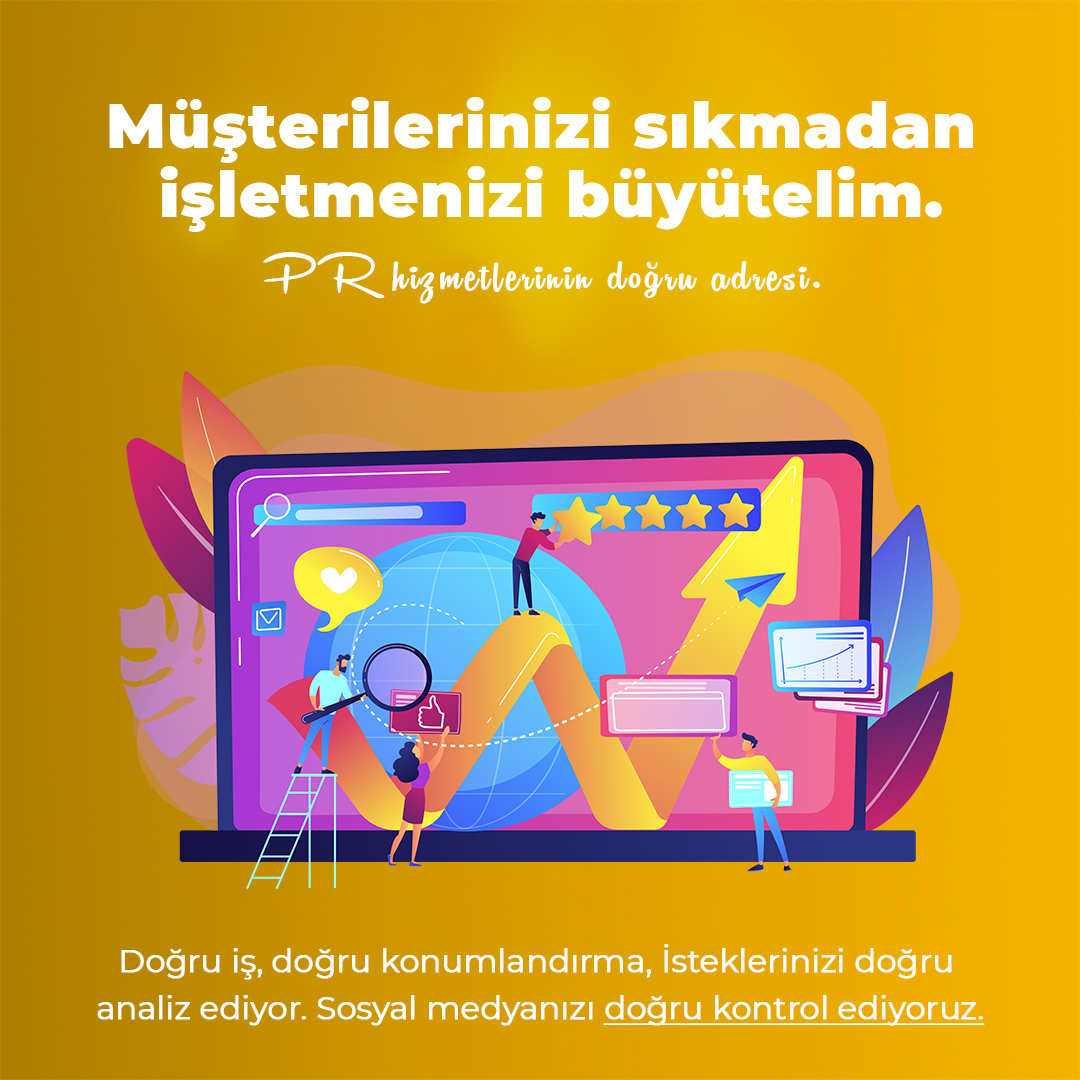 Müşterilerinizi sıkmadan
işletmenizi büyütelim.
PR hizmetlerinin doğru adresi.
Doğru iş, doğru konumlandırma, İsteklerinizi doğru
analiz ediyor. Sosyal medyanızı doğru kontrol ediyoruz.